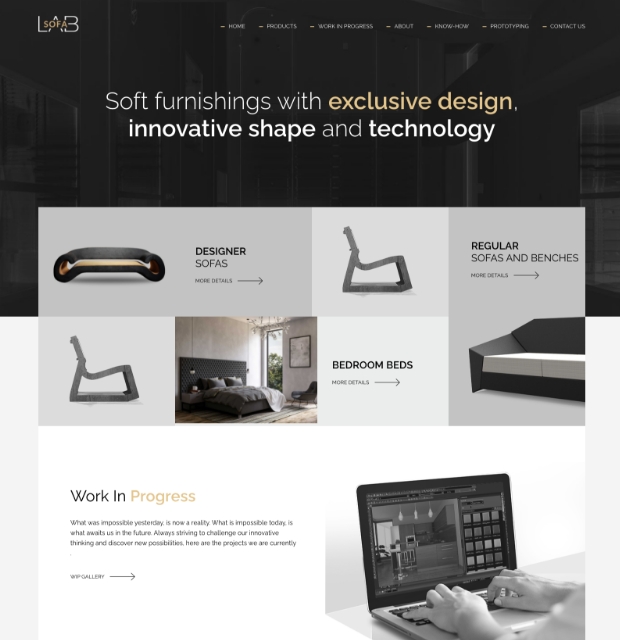 LAB
SOFA
HOME
PRODUCTS
WORK IN PROGRESS
ABOUT
KNOW-HOW
PROTOTYPING
CONTACT US
Soft furnishings with exclusive design,
innovative shape and technology
DESIGNER
SOFAS
MORE DETAILS
REGULAR
SOFAS AND BENCHES
MORE DETAILS
BEDROOM BEDS
MORE DETAILS
Work In Progress
What was impossible yesterday, is now a reality. What is impossible today, is
what awaits us in the future. Always striving to challenge our innovative
thinking and discover new possibilities, here are the projects we are currently
.
WIP GALLERY